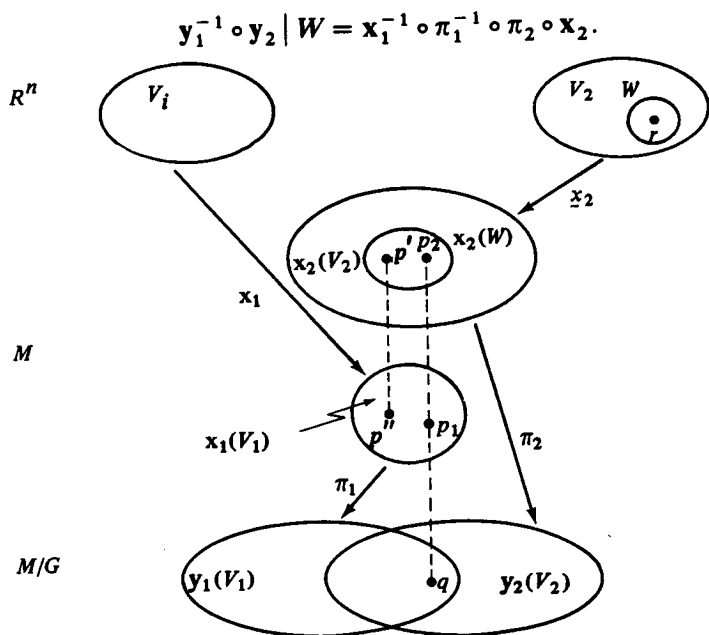 y₁⁻¹ ∘ y₂ | W = x₁⁻¹ ∘ π₁⁻¹ ∘ π₂ ∘ x₂.
Rⁿ
V_i
V₂ W
r
x₂
x₂(V₂) p′ p₂ x₂(W)
x₁
M
x₁(V₁) p″ p₁
π₂
π₁
M/G
y₁(V₁) q y₂(V₂)